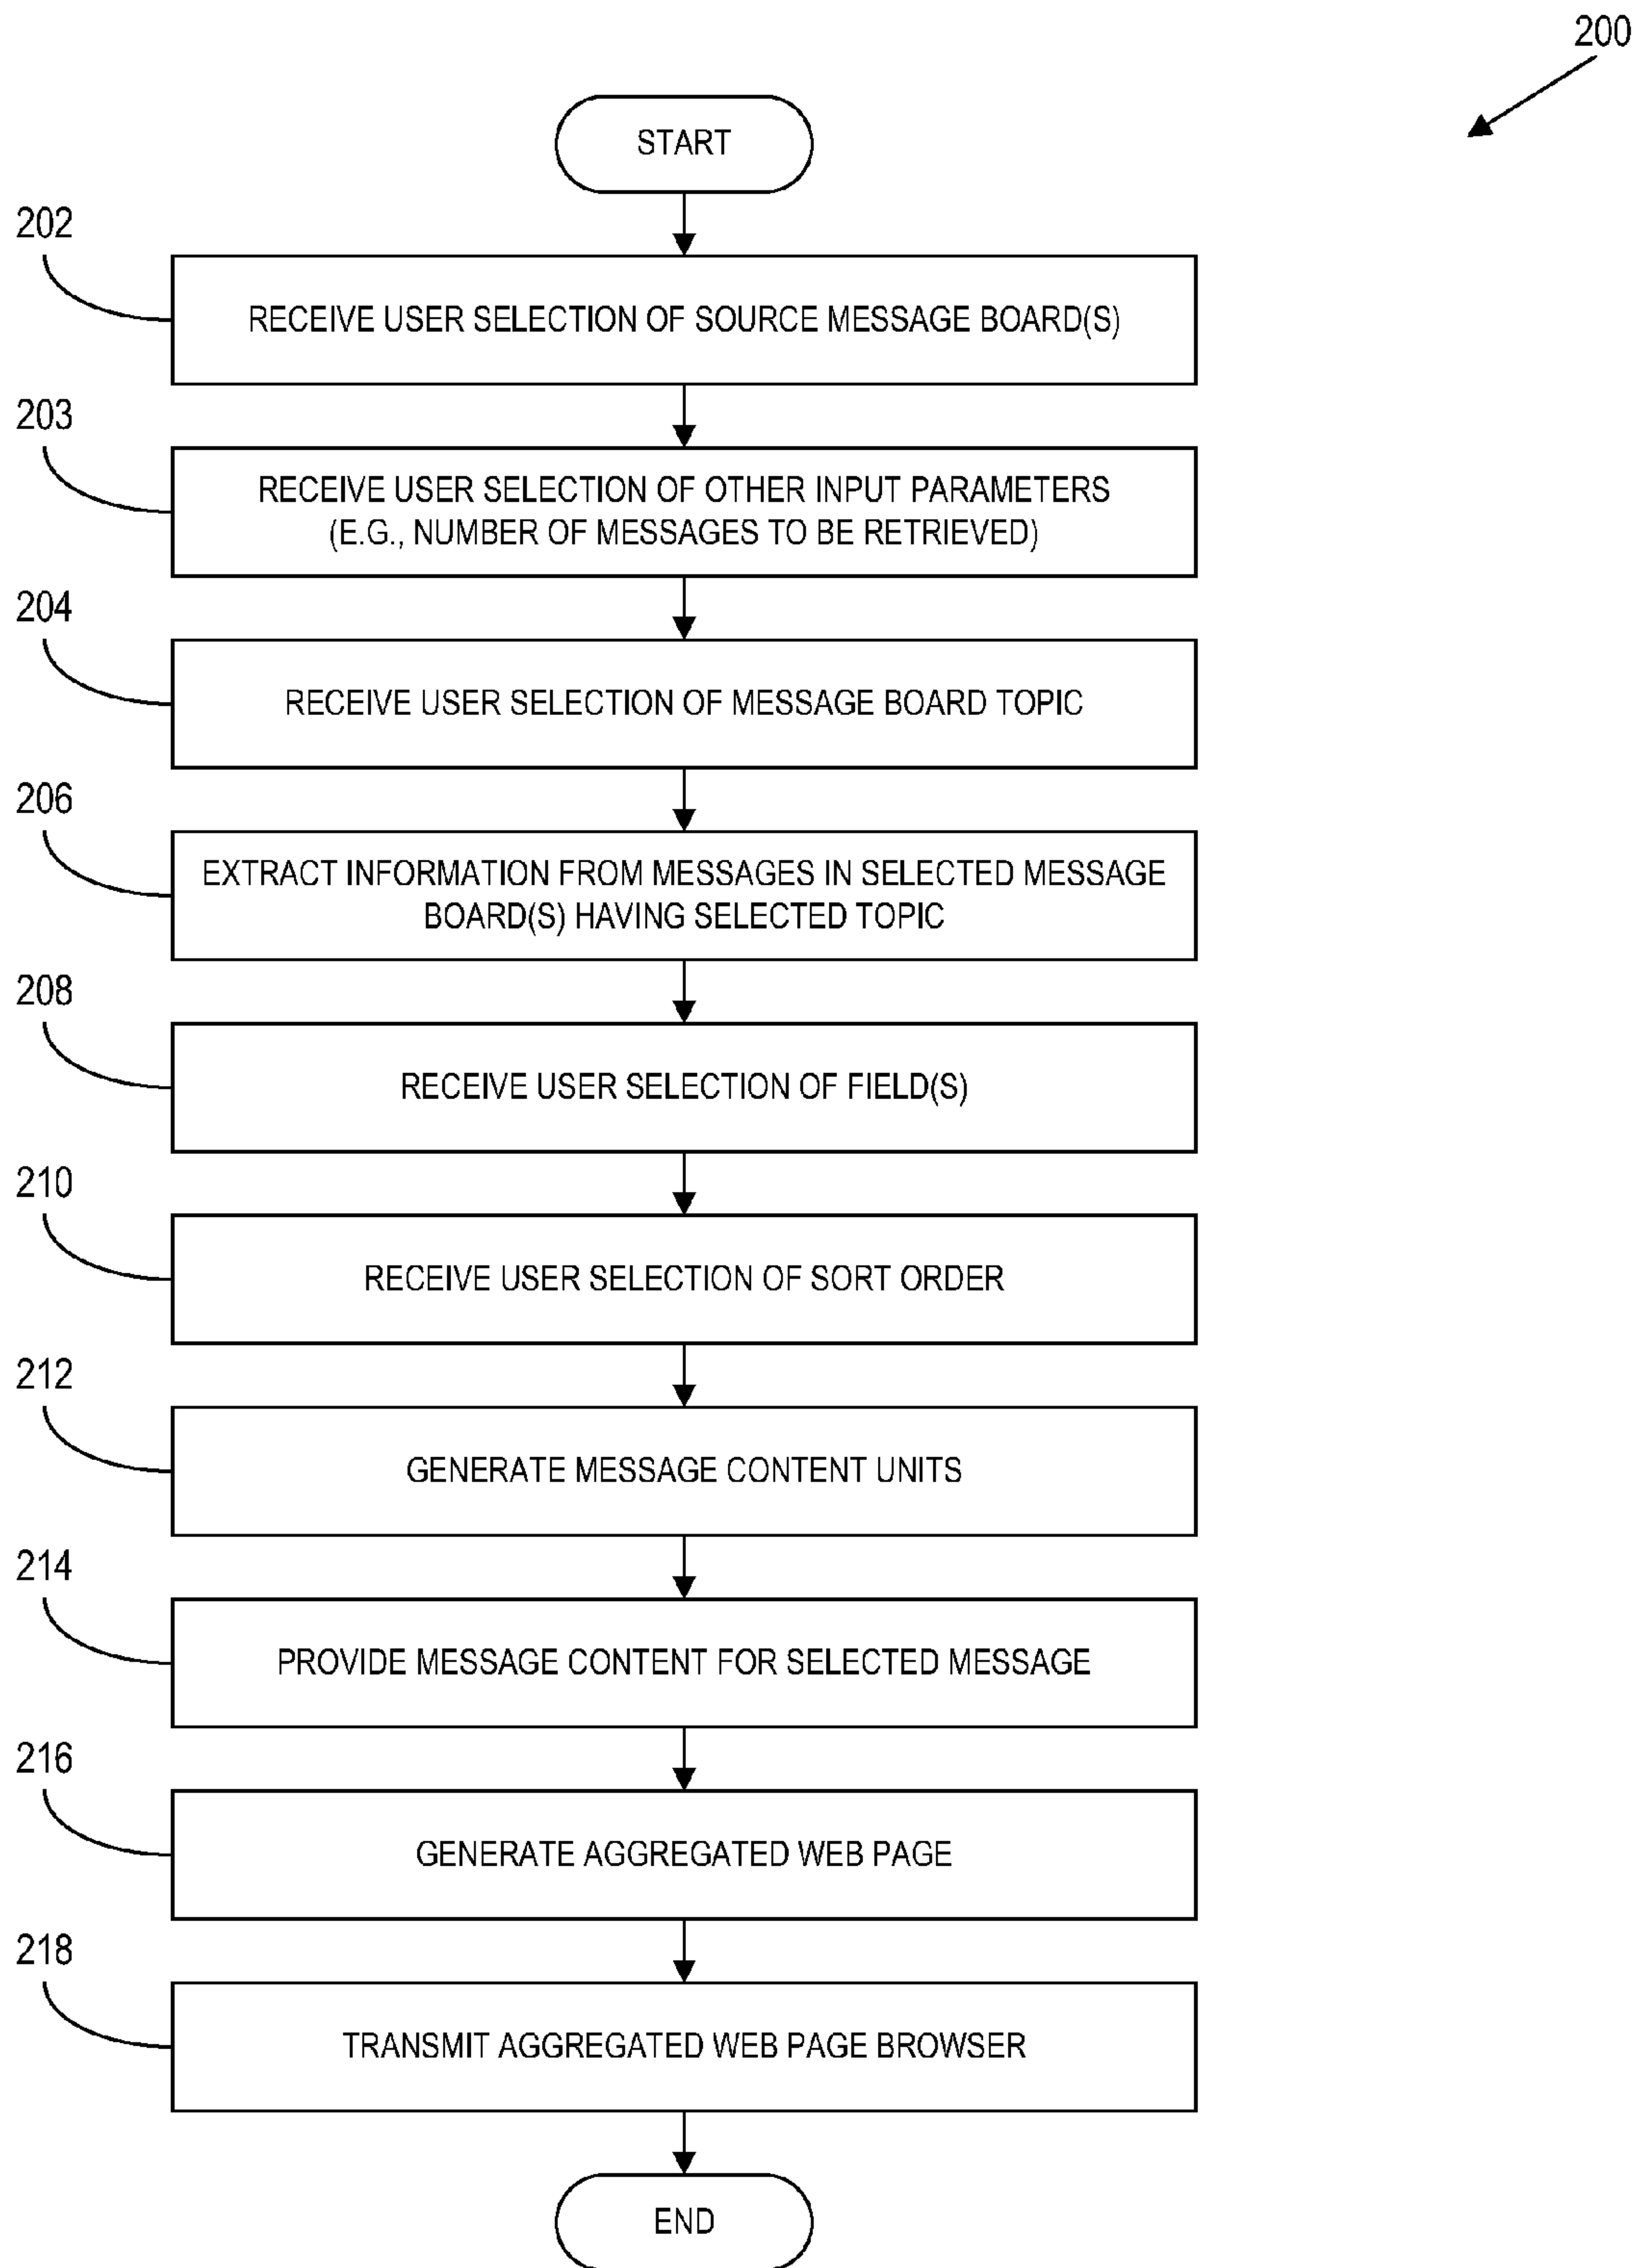 200
START
202
RECEIVE USER SELECTION OF SOURCE MESSAGE BOARD(S)
203
RECEIVE USER SELECTION OF OTHER INPUT PARAMETERS
(E.G., NUMBER OF MESSAGES TO BE RETRIEVED)
204
RECEIVE USER SELECTION OF MESSAGE BOARD TOPIC
206
EXTRACT INFORMATION FROM MESSAGES IN SELECTED MESSAGE
BOARD(S) HAVING SELECTED TOPIC
208
RECEIVE USER SELECTION OF FIELD(S)
210
RECEIVE USER SELECTION OF SORT ORDER
212
GENERATE MESSAGE CONTENT UNITS
214
PROVIDE MESSAGE CONTENT FOR SELECTED MESSAGE
216
GENERATE AGGREGATED WEB PAGE
218
TRANSMIT AGGREGATED WEB PAGE BROWSER
END